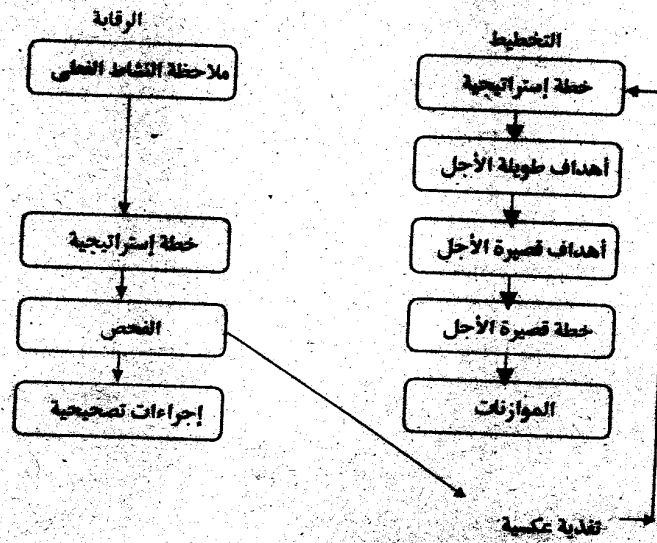 الرقابة
ملاحظة النشاط الفعلى
خطة إستراتيجية
الفحص
إجراءات تصحيحية
التخطيط
خطة إستراتيجية
أهداف طويلة الأجل
أهداف قصيرة الأجل
خطة قصيرة الأجل
الموازنات
تغذية عكسية